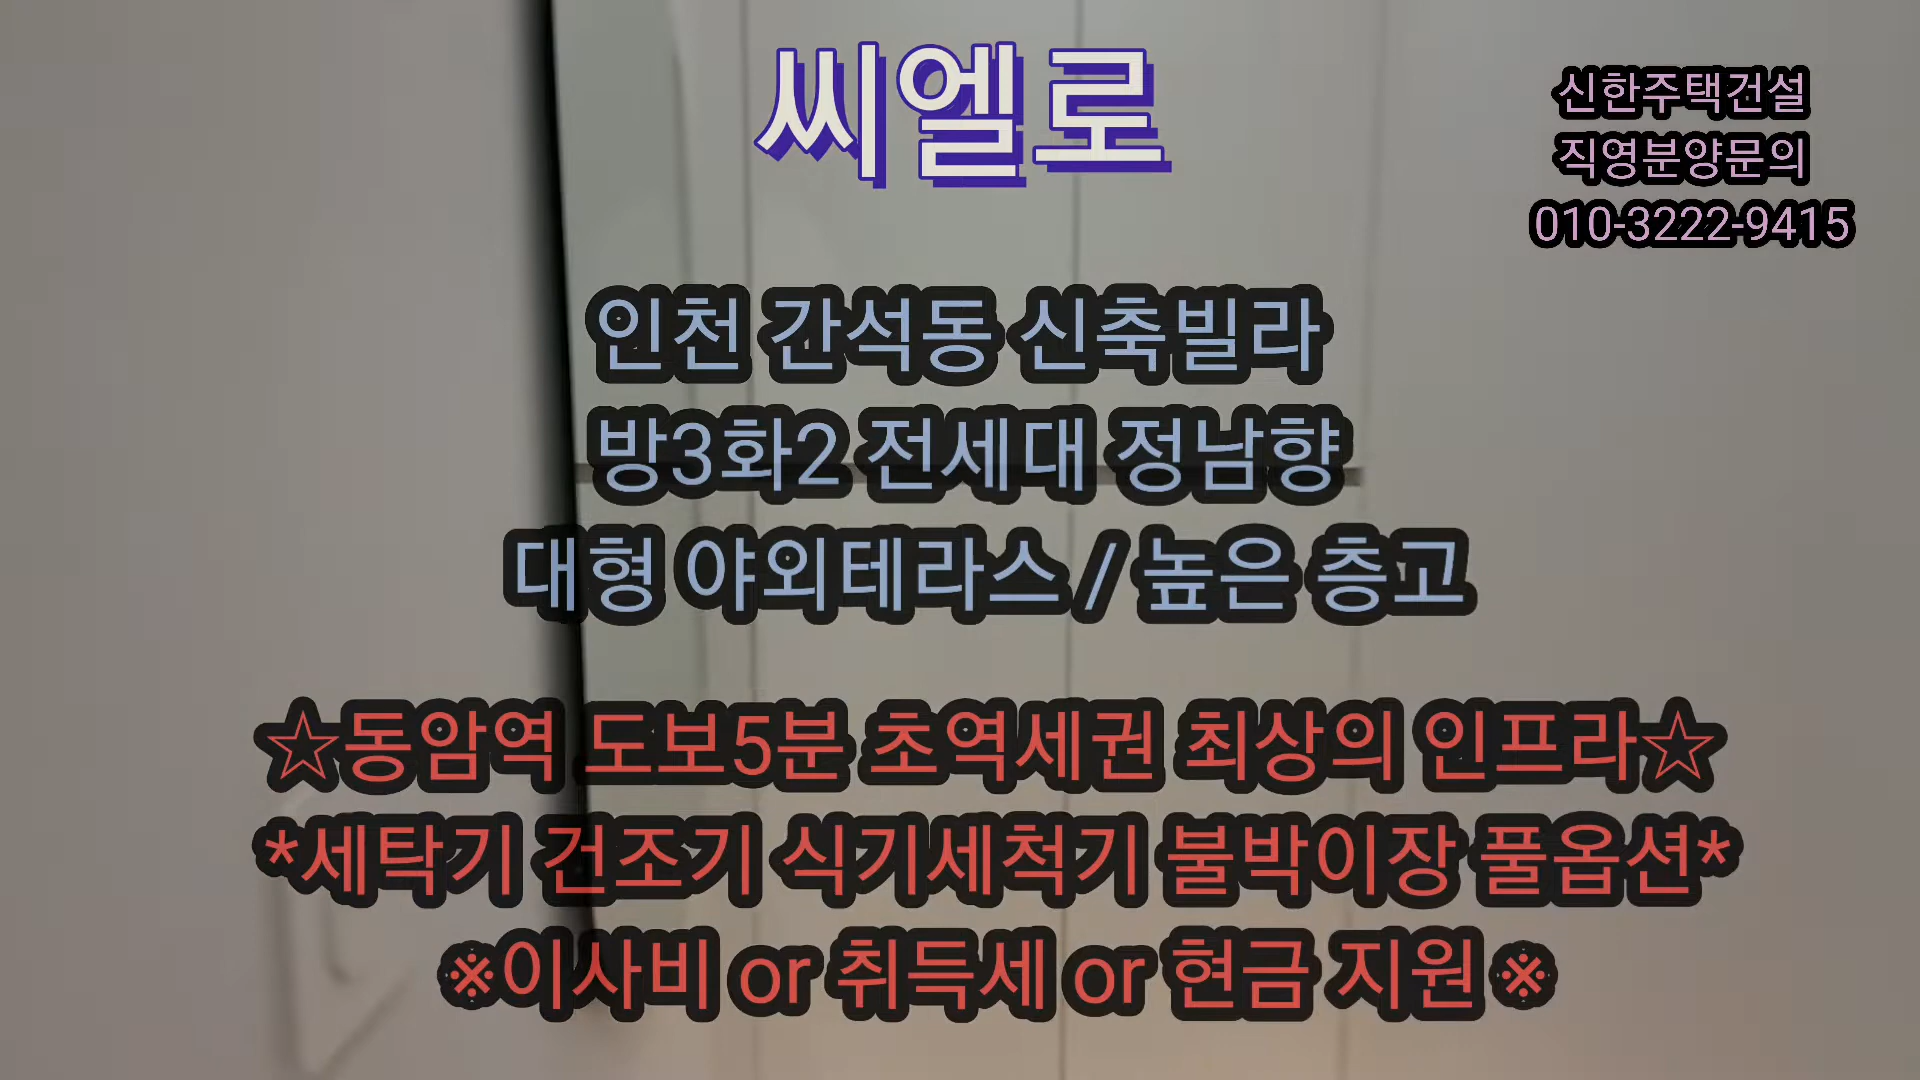 씨엘로
신한주택건설
직영분양문의
010-3222-9415
인천 간석동 신축빌라
방3화2 전세대 정남향
대형 야외테라스 / 높은 층고
☆동암역 도보5분 초역세권 최상의 인프라☆
*세탁기 건조기 식기세척기 불박이장 풀옵션*
※이사비 or 취득세 or 현금 지원※